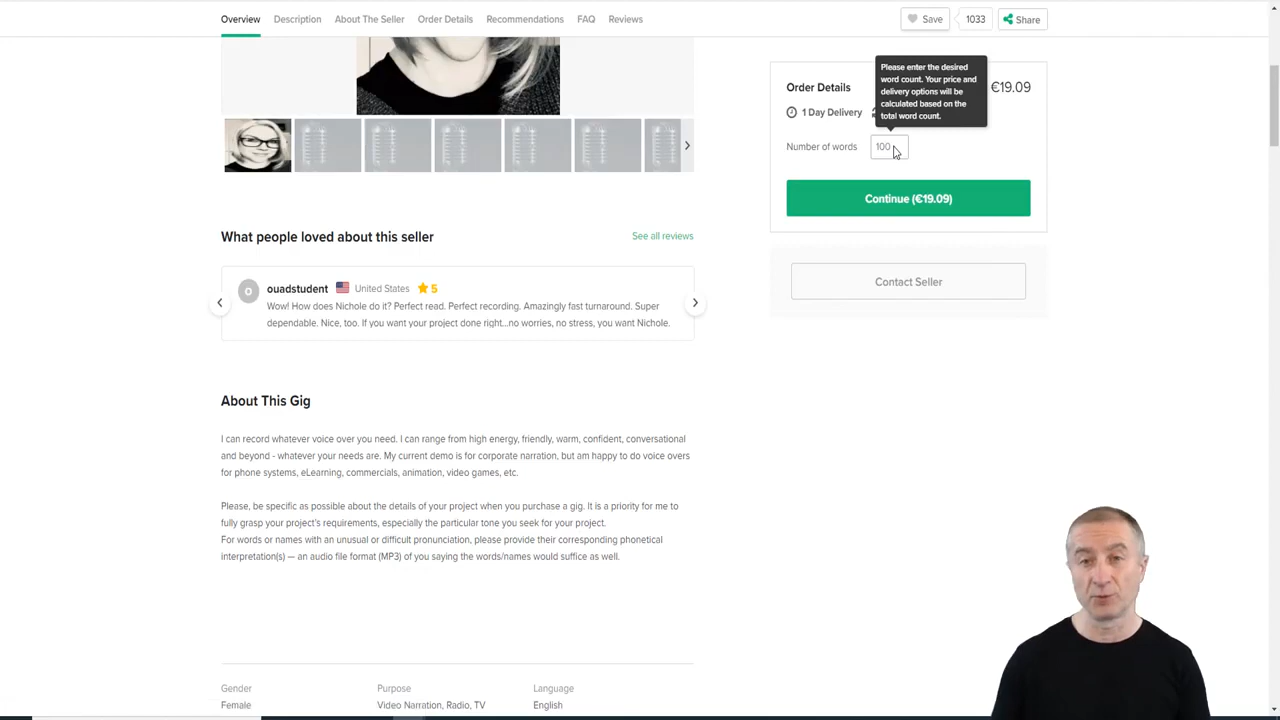 Overview
Description
About The Seller
Order Details
Recommendations
FAQ
Reviews
Save
1033
Share
Please enter the desired
word count. Your price and
delivery options will be
calculated based on the
total word count.
Order Details
€19.09
1 Day Delivery
Number of words
100
Continue (€19.09)
Contact Seller
What people loved about this seller
See all reviews
O
ouadstudent
United States
5
Wow! How does Nichole do it? Perfect read. Perfect recording. Amazingly fast turnaround. Super
dependable. Nice, too. If you want your project done right...no worries, no stress, you want Nichole.
About This Gig
I can record whatever voice over you need. I can range from high energy, friendly, warm, confident, conversational
and beyond - whatever your needs are. My current demo is for corporate narration, but am happy to do voice overs
for phone systems, eLearning, commercials, animation, video games, etc.
Please, be specific as possible about the details of your project when you purchase a gig. It is a priority for me to
fully grasp your project's requirements, especially the particular tone you seek for your project.
For words or names with an unusual or difficult pronunciation, please provide their corresponding phonetical
interpretation(s) — an audio file format (MP3) of you saying the words/names would suffice as well.
Gender
Purpose
Language
Female
Video Narration, Radio, TV
English